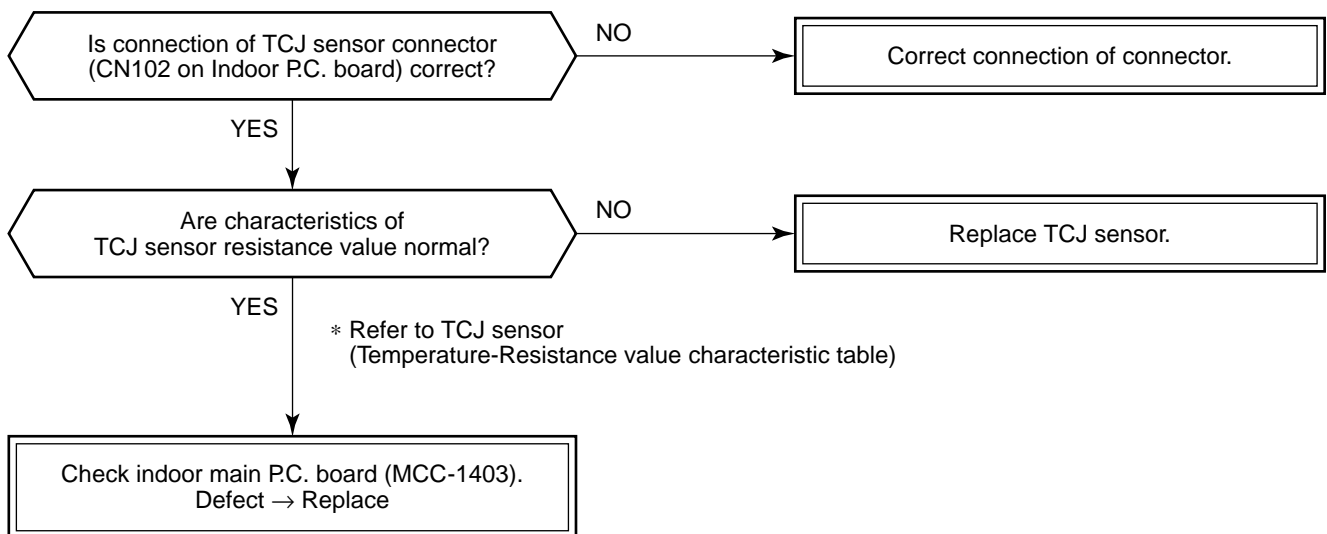 Is connection of TCJ sensor connector
(CN102 on Indoor P.C. board) correct?
NO
Correct connection of connector.
YES
Are characteristics of
TCJ sensor resistance value normal?
NO
Replace TCJ sensor.
YES
* Refer to TCJ sensor
(Temperature-Resistance value characteristic table)
Check indoor main P.C. board (MCC-1403).
Defect → Replace